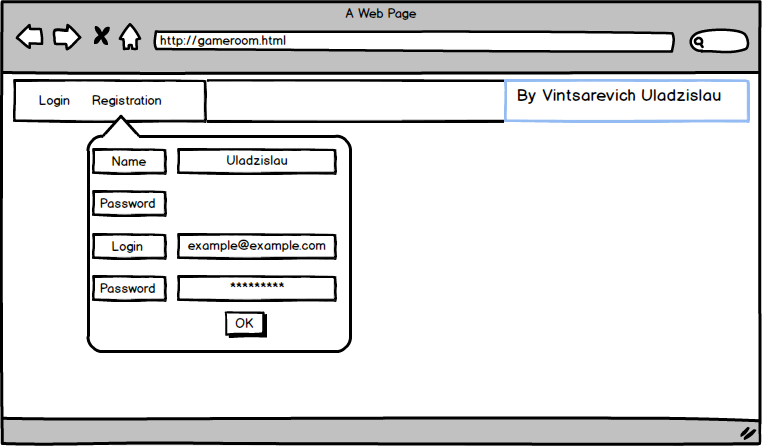 A Web Page
http://gameroom.html
Login Registration
By Vintsarevich Uladzislau
Name Uladzislau
Password
Login example@example.com
Password *********
OK